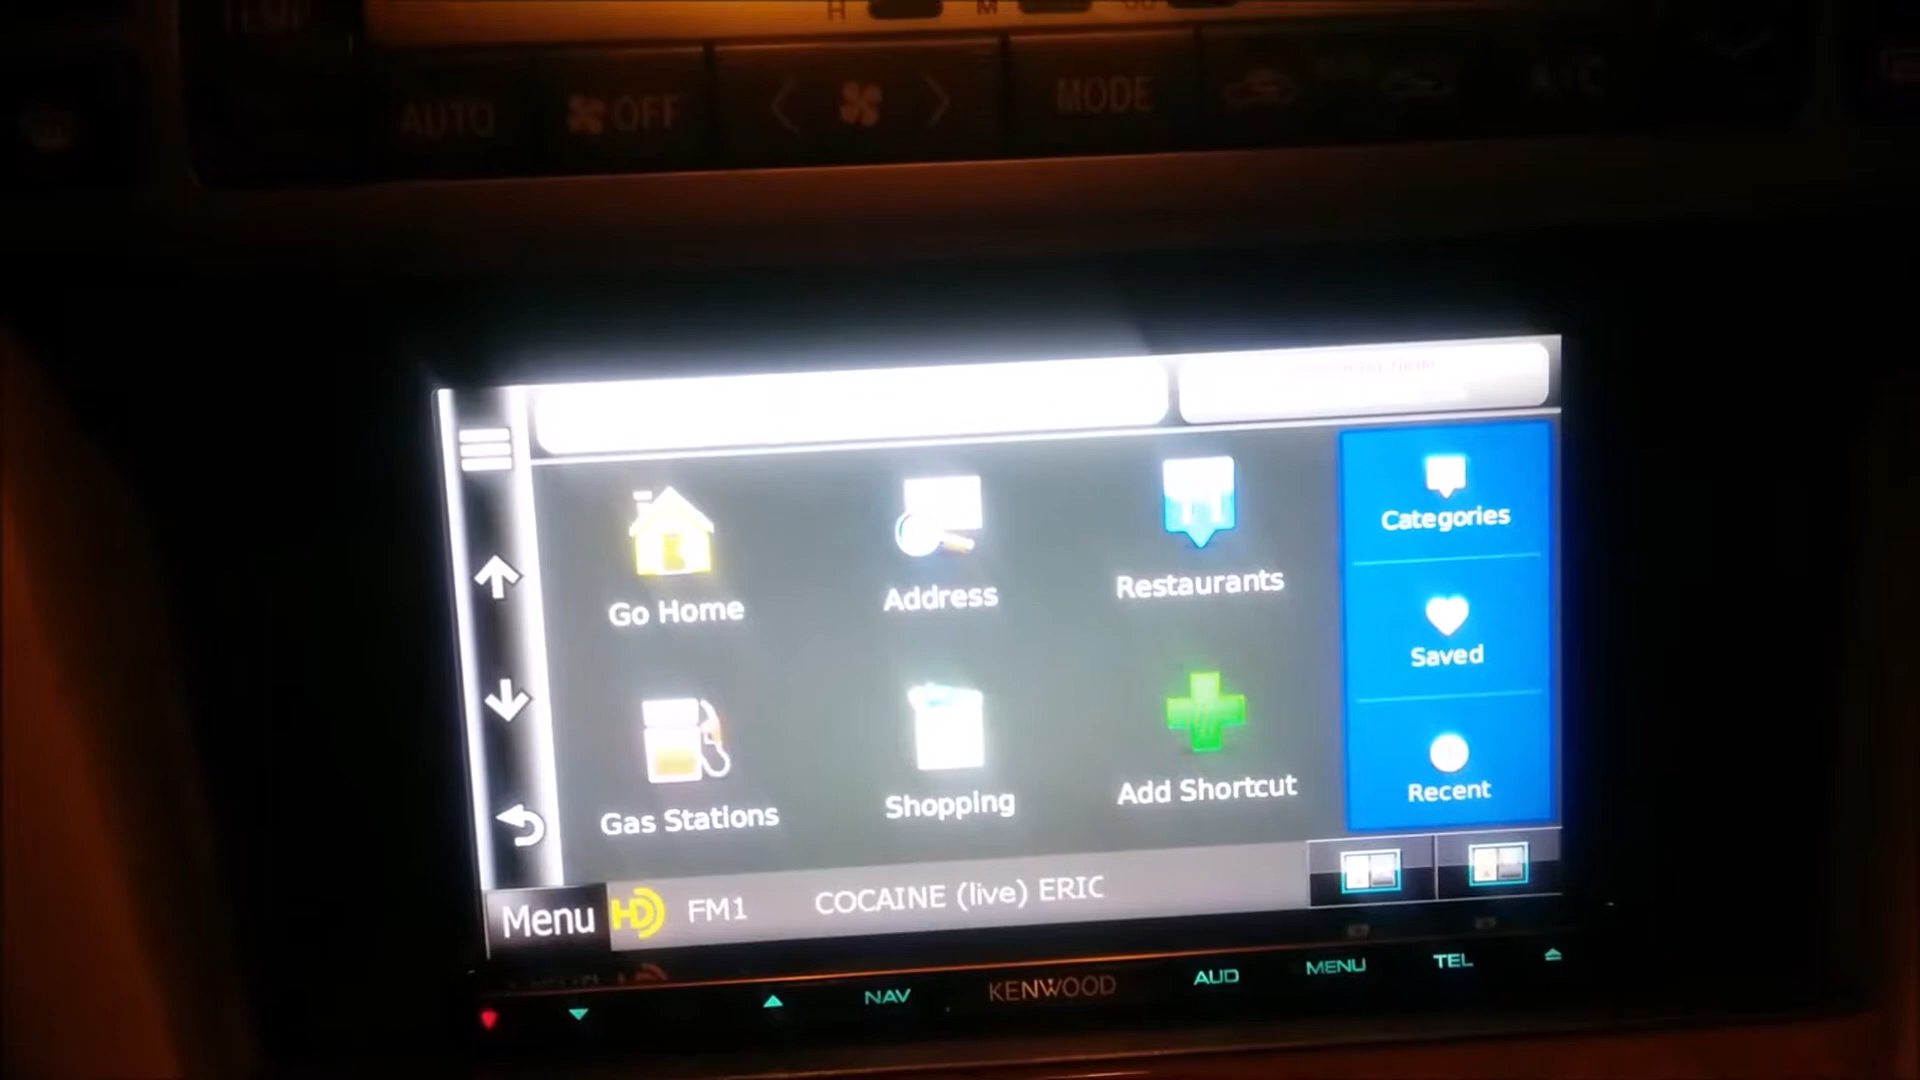 TEMP
H M
AUTO OFF MODE A/C
Go Home Address Restaurants
Categories
Saved
Gas Stations Shopping Add Shortcut
Recent
Menu HD FM1 COCAINE (live) ERIC
NAV KENWOOD AUD MENU TEL